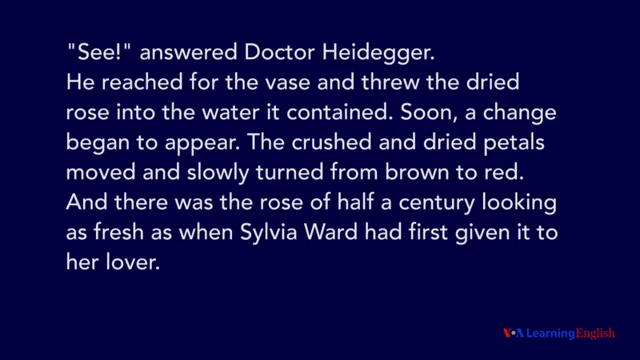 "See!" answered Doctor Heidegger.
He reached for the vase and threw the dried
rose into the water it contained. Soon, a change
began to appear. The crushed and dried petals
moved and slowly turned from brown to red.
And there was the rose of half a century looking
as fresh as when Sylvia Ward had first given it to
her lover.
VOA Learning English